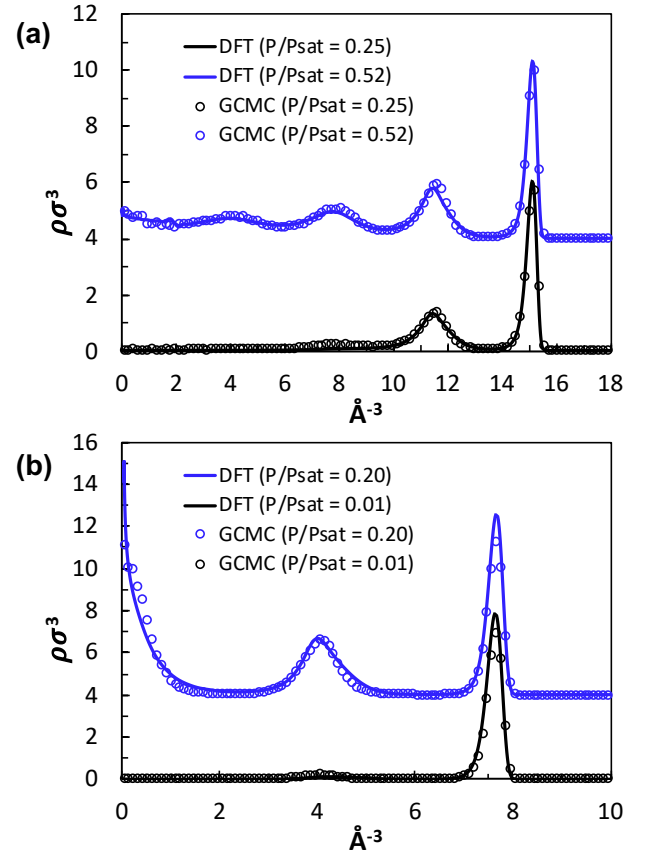 (a)
12
10
8
6
4
2
0
ρσ³
DFT (P/Psat = 0.25)
DFT (P/Psat = 0.52)
GCMC (P/Psat = 0.25)
GCMC (P/Psat = 0.52)
0 2 4 6 8 10 12 14 16 18
Å⁻³
(b)
16
14
12
10
8
6
4
2
0
ρσ³
DFT (P/Psat = 0.20)
DFT (P/Psat = 0.01)
GCMC (P/Psat = 0.20)
GCMC (P/Psat = 0.01)
0 2 4 6 8 10
Å⁻³